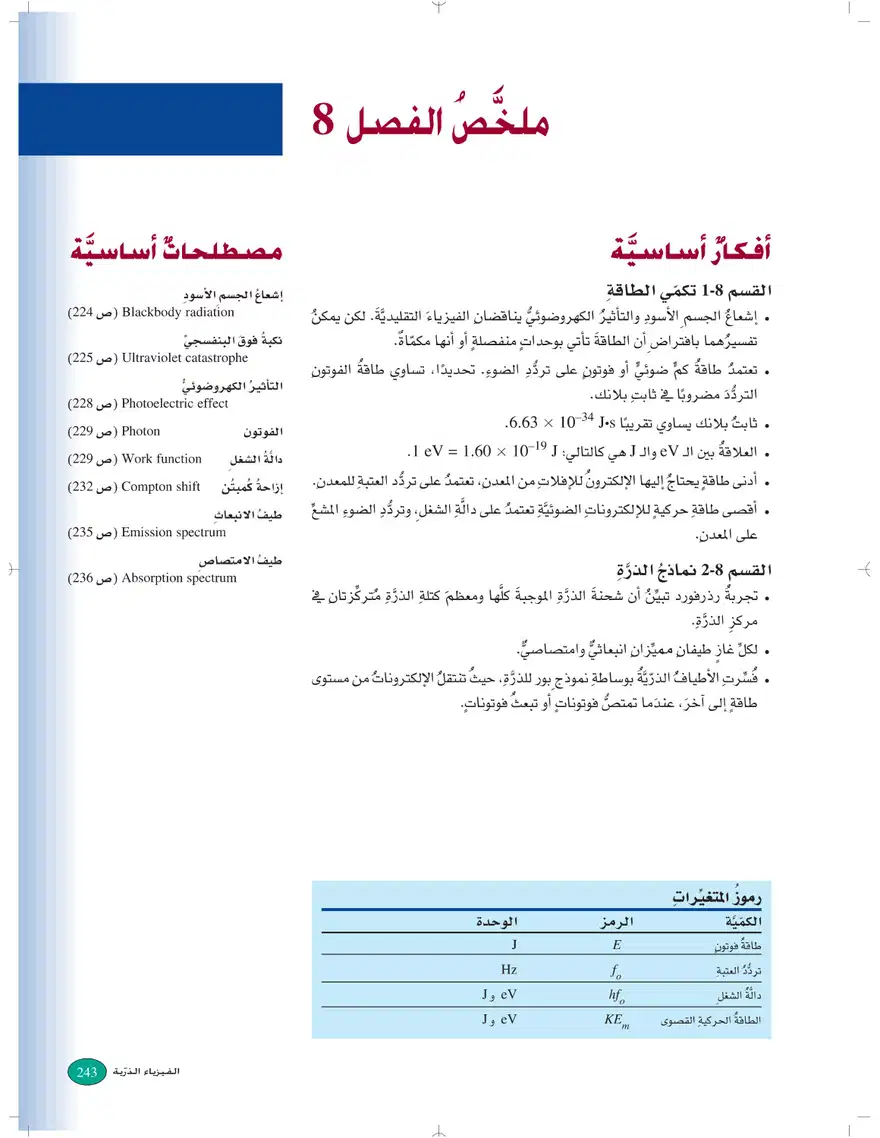 ملخَّصُ الفصل 8
أفكارٌ أساسيَّة
القسم 8-1 تكمّي الطاقةِ
• إشعاعُ الجسمِ الأسودِ والتأثيرُ الكهروضوئيُّ يناقضانِ الفيزياءَ التقليديَّةَ. لكن يمكنُ
تفسيرُهما بافتراضِ أن الطاقةَ تأتي بوحداتٍ منفصلةٍ أو أنها مكمّاةٌ.
• تعتمدُ طاقةُ كمٍّ ضوئيٍّ أو فوتونٍ على تردُّدِ الضوءِ. تحديدًا، تساوي طاقةُ الفوتونِ
التردُّدَ مضروبًا في ثابتِ بلانك.
• ثابتُ بلانك يساوي تقريبًا 6.63 × 10⁻³⁴ J•s.
• العلاقةُ بين الـ eV والـ J هي كالتالي: 1 eV = 1.60 × 10⁻¹⁹ J.
• أدنى طاقةٍ يحتاجُ إليها الإلكترونُ للإفلاتِ من المعدن، تعتمدُ على تردُّد العتبةِ للمعدن.
• أقصى طاقةٍ حركيةٍ للإلكتروناتِ الضوئيَّةِ تعتمدُ على دالَّةِ الشغلِ، وتردُّدِ الضوءِ المشعِّ
على المعدنِ.
القسم 8-2 نماذجُ الذرَّةِ
• تجربةُ رذرفورد تبيِّنُ أن شحنةَ الذرَّةِ الموجبةَ كلَّها ومعظمَ كتلةِ الذرَّةِ مُتركِّزتانِ في
مركزِ الذرَّةِ.
• لكلِّ غازٍ طيفانِ مميِّزانِ انبعاثيٌّ وامتصاصيٌّ.
• فُسِّرتِ الأطيافُ الذرّيَّةُ بوساطةِ نموذجِ بور للذرَّةِ، حيثُ تنتقلُ الإلكتروناتُ من مستوى
طاقةٍ إلى آخرَ، عندَما تمتصُّ فوتوناتٍ أو تبعثُ فوتوناتٍ.
مصطلحاتٌ أساسيَّة
إشعاعُ الجسمِ الأسودِ
Blackbody radiation (ص 224)
نكبةُ فوقَ البنفسجيِّ
Ultraviolet catastrophe (ص 225)
التأثيرُ الكهروضوئيُّ
Photoelectric effect (ص 228)
الفوتون Photon (ص 229)
دالَّةُ الشغلِ Work function (ص 229)
إزاحةُ كُمبتُن Compton shift (ص 232)
طيفُ الانبعاثِ
Emission spectrum (ص 235)
طيفُ الامتصاصِ
Absorption spectrum (ص 236)
رموزُ المتغيِّراتِ
الكمّيَّة الرمز الوحدة
طاقةُ فوتونٍ E J
تردُّدُ العتبةِ fₒ Hz
دالَّةُ الشغلِ hfₒ eV و J
الطاقةُ الحركيةِ القصوى KEₘ eV و J
الفيزياء الذرّية 243